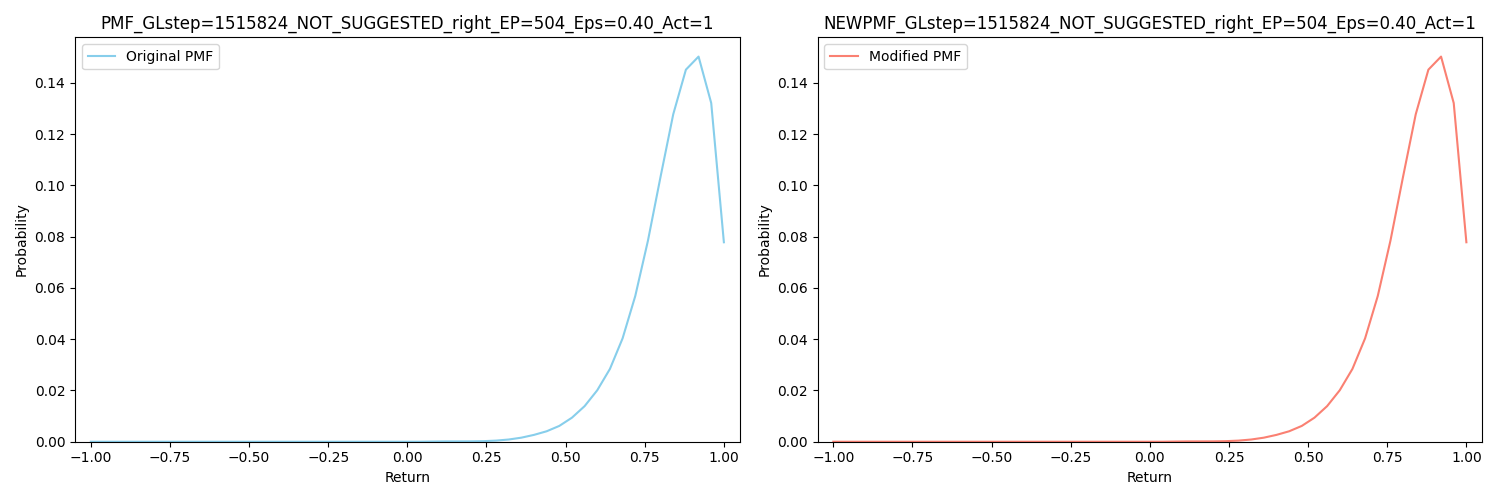 PMF_GLstep=1515824_NOT_SUGGESTED_right_EP=504_Eps=0.40_Act=1
Original PMF
Probability
0.14
0.12
0.10
0.08
0.06
0.04
0.02
0.00
−1.00 −0.75 −0.50 −0.25 0.00 0.25 0.50 0.75 1.00
Return
NEWPMF_GLstep=1515824_NOT_SUGGESTED_right_EP=504_Eps=0.40_Act=1
Modified PMF
Probability
0.14
0.12
0.10
0.08
0.06
0.04
0.02
0.00
−1.00 −0.75 −0.50 −0.25 0.00 0.25 0.50 0.75 1.00
Return